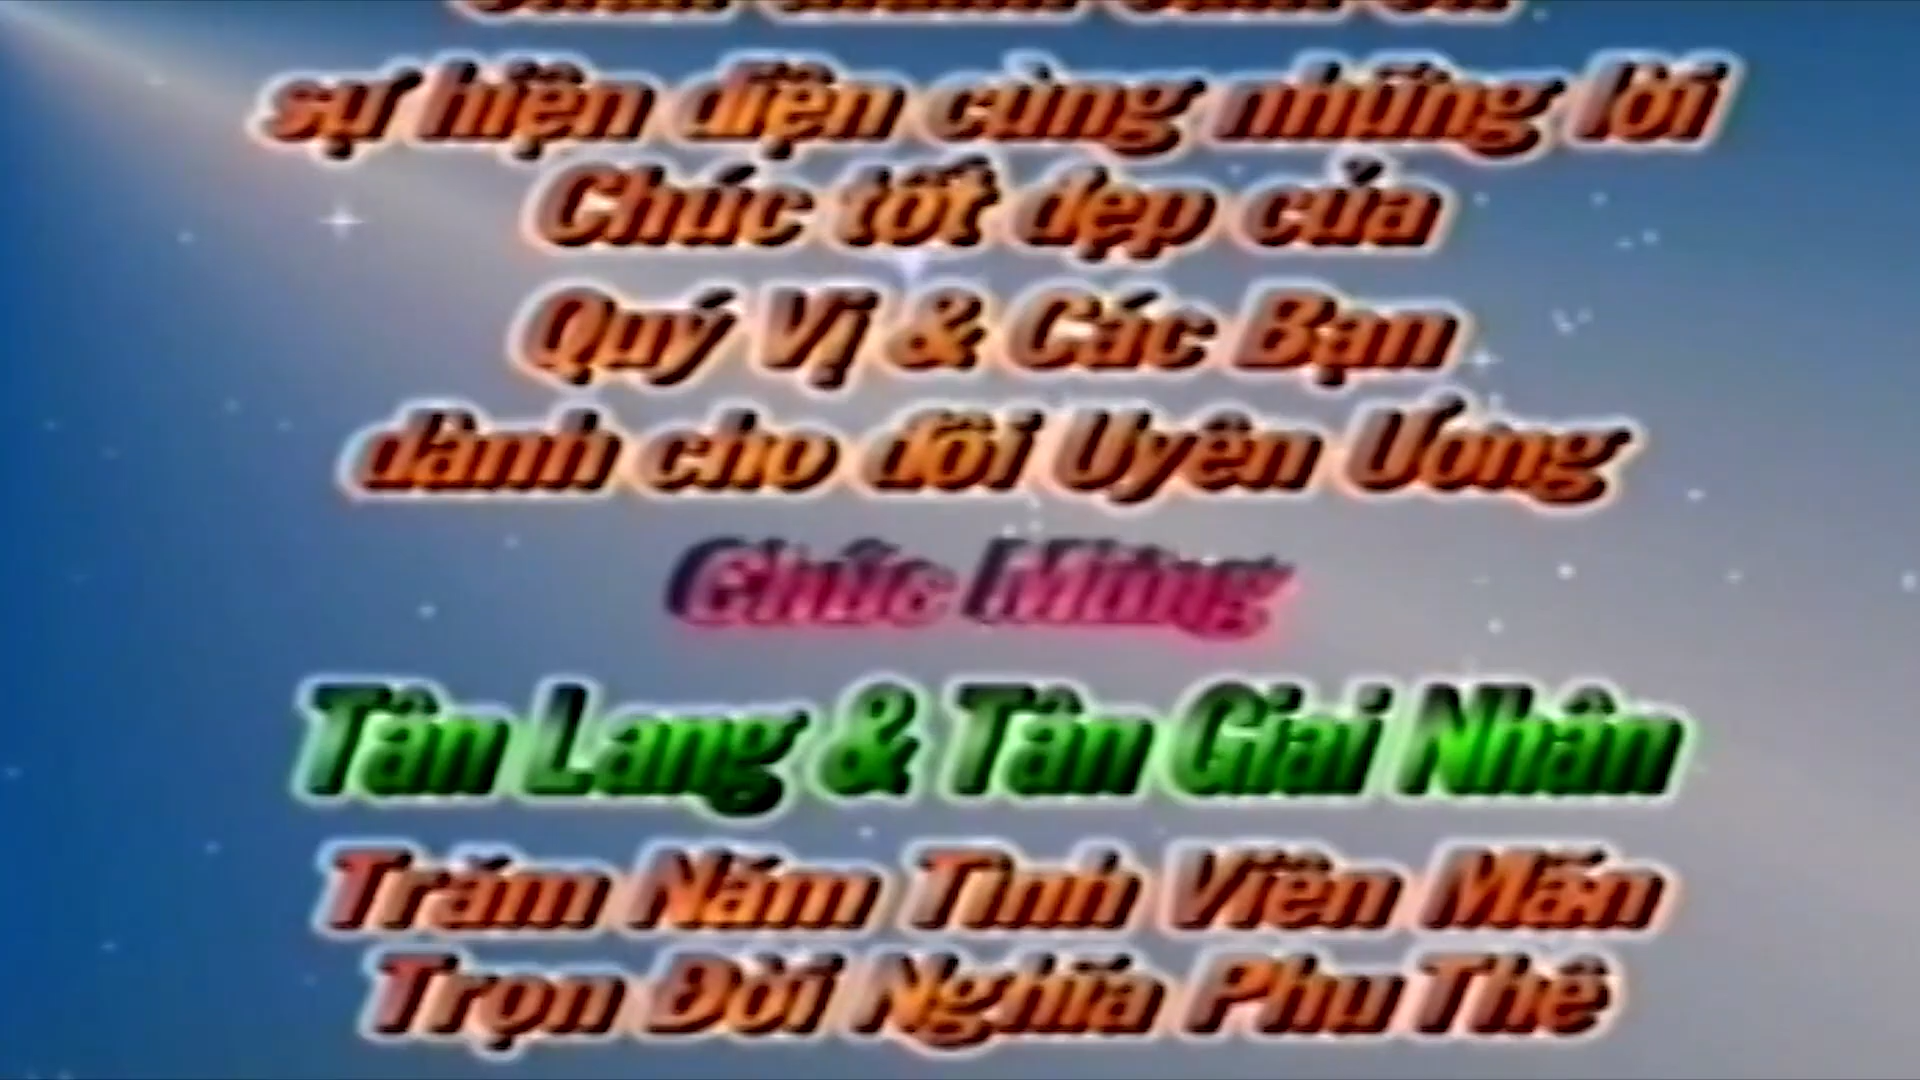 sự hiện diện cùng những lời
Chúc tốt đẹp của
Quý Vị & Các Bạn
dành cho đôi Uyên Ương
Chúc Mừng
Tân Lang & Tân Giai Nhân
Trăm Năm Tình Viên Mãn
Trọn Đời Nghĩa Phu Thê